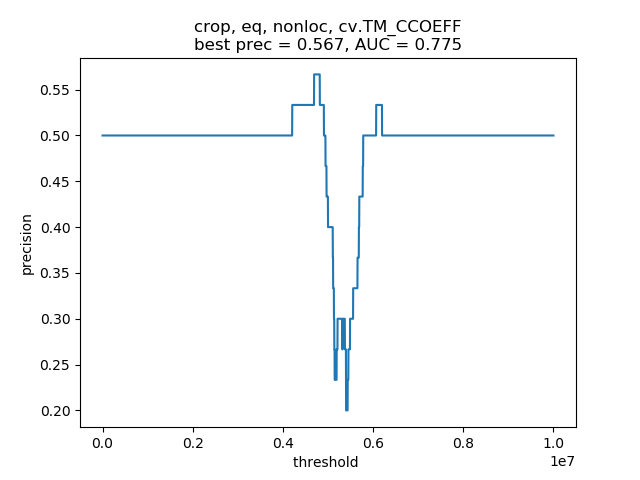 crop, eq, nonloc, cv.TM_CCOEFF
best prec = 0.567, AUC = 0.775
0.55
0.50
0.45
0.40
0.35
0.30
0.25
0.20
precision
0.0 0.2 0.4 0.6 0.8 1.0
1e7
threshold